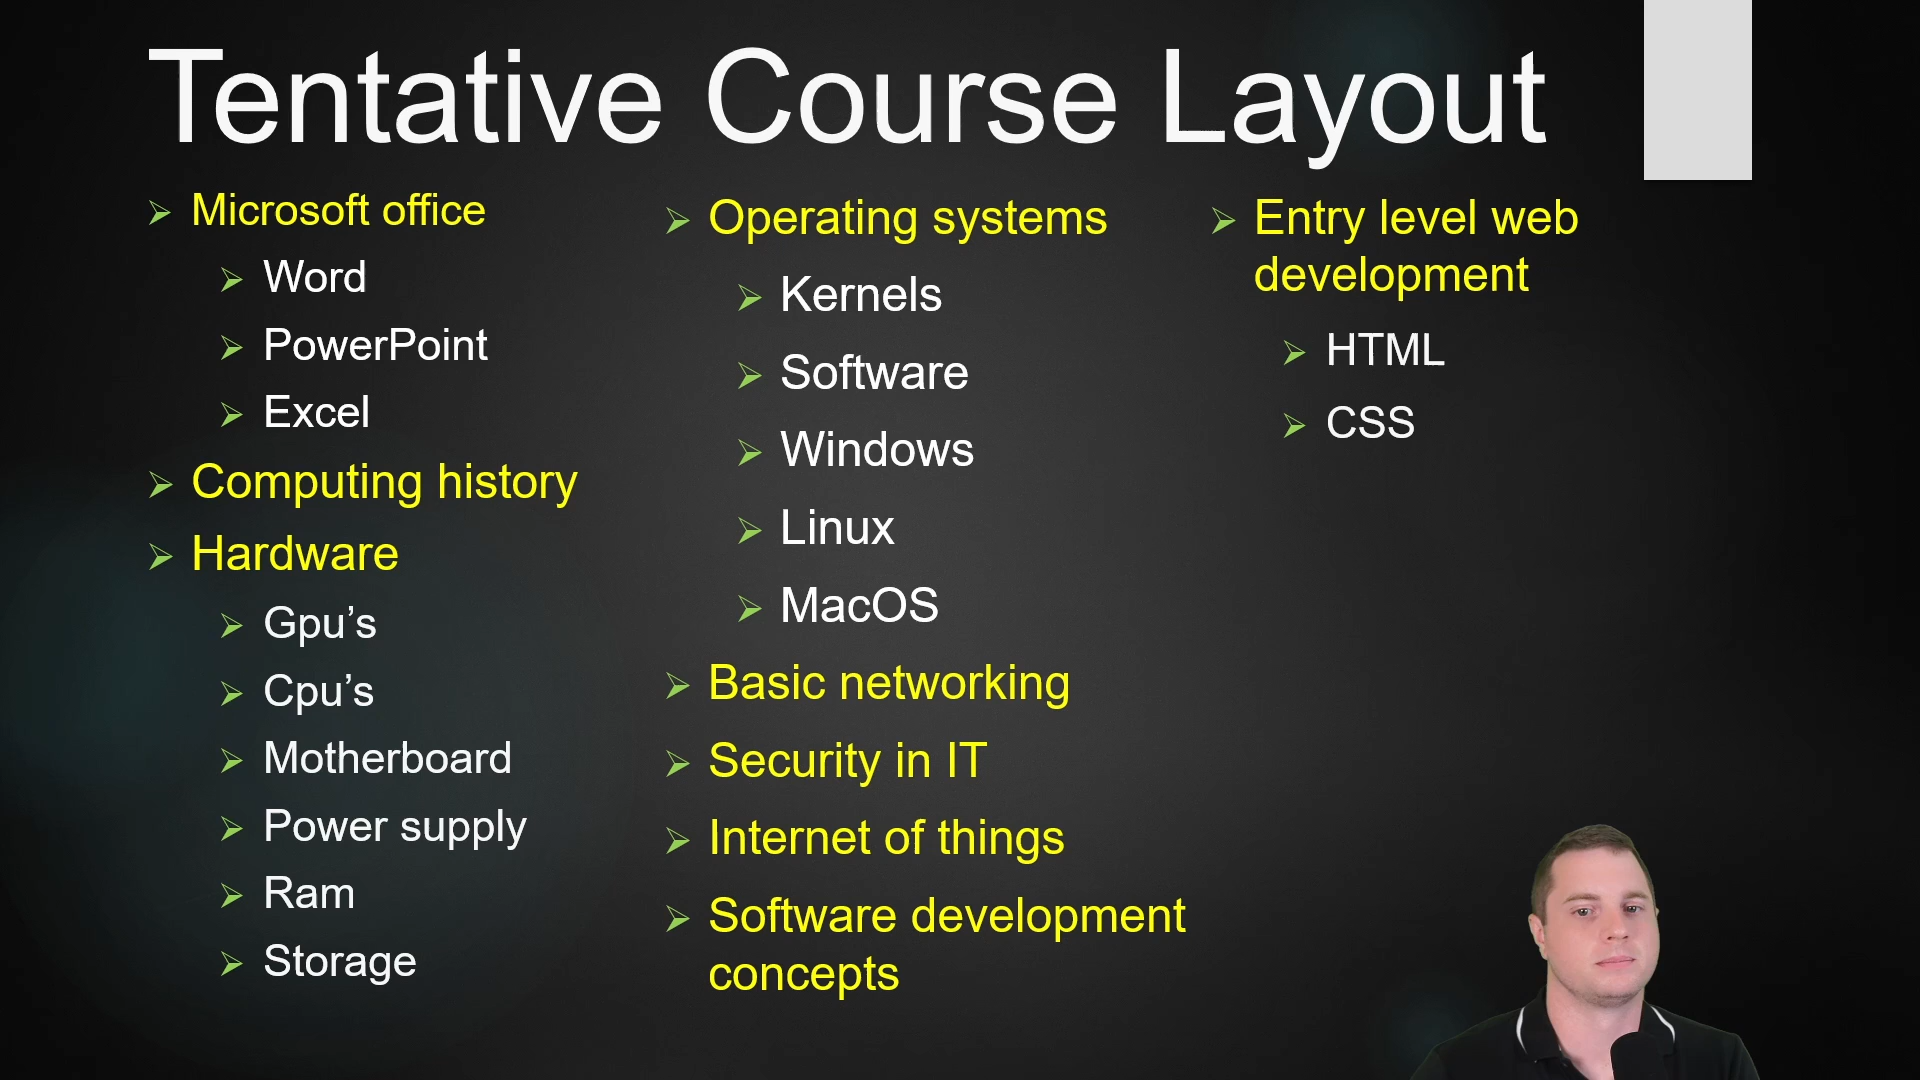 Tentative Course Layout
Microsoft office
Word
PowerPoint
Excel
Computing history
Hardware
Gpu’s
Cpu’s
Motherboard
Power supply
Ram
Storage
Operating systems
Kernels
Software
Windows
Linux
MacOS
Basic networking
Security in IT
Internet of things
Software development
concepts
Entry level web
development
HTML
CSS